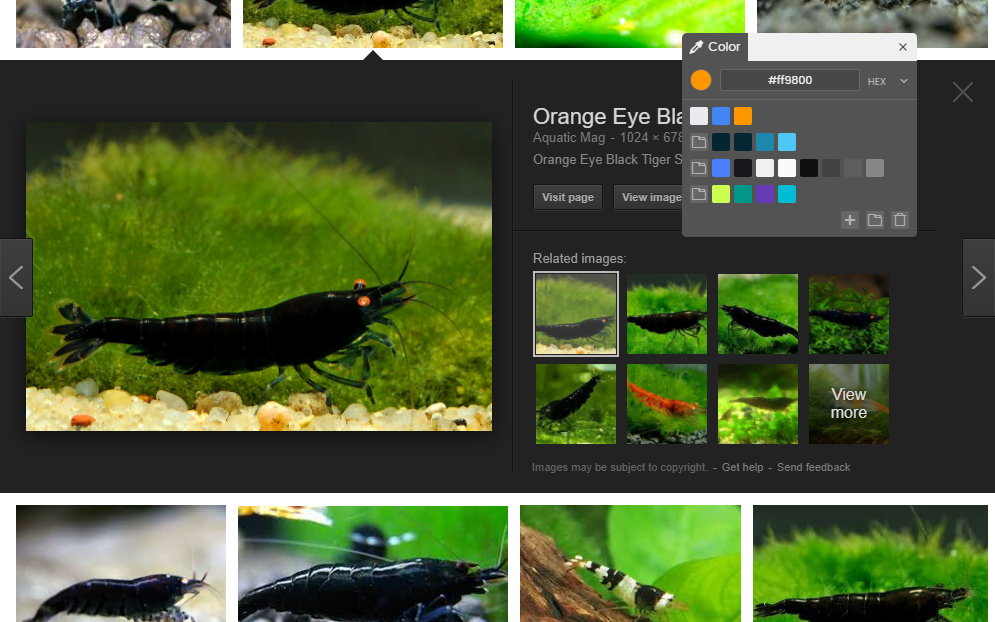 Color
#ff9800
HEX
Orange Eye Bla
Aquatic Mag - 1024 × 678
Orange Eye Black Tiger S
Visit page
View image
Related images:
View
more
Images may be subject to copyright. - Get help - Send feedback